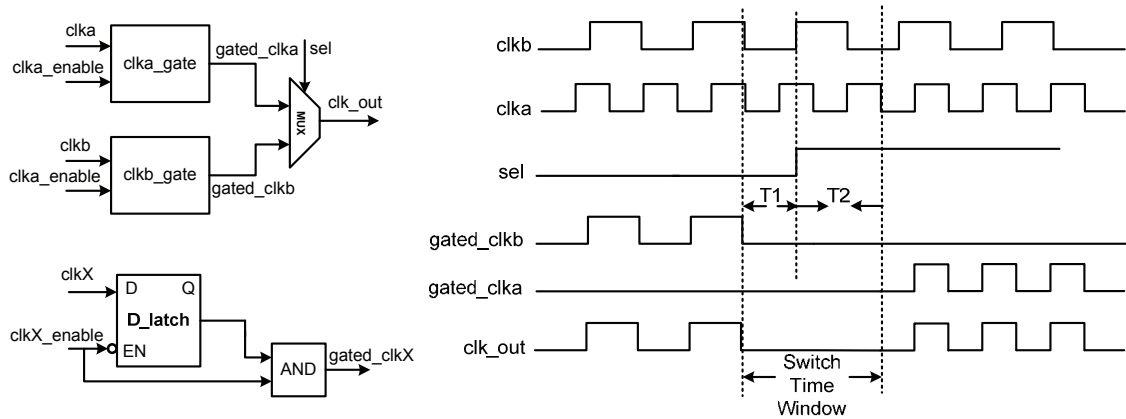 clka
clka_enable
clka_gate
gated_clka
sel
MUX
clk_out
clkb
clka_enable
clkb_gate
gated_clkb
clkX
clkX_enable
D
Q
D_latch
EN
AND
gated_clkX
clkb
clka
sel
T1
T2
gated_clkb
gated_clka
clk_out
Switch
Time
Window